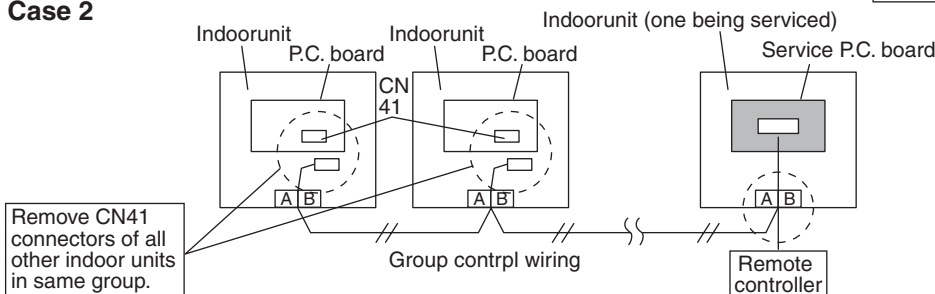 Case 2
Indoorunit
P.C. board
Indoorunit
P.C. board
Indoorunit (one being serviced)
Service P.C. board
CN
41
A B
A B
A B
Remove CN41
connectors of all
other indoor units
in same group.
Group contrpl wiring
Remote
controller